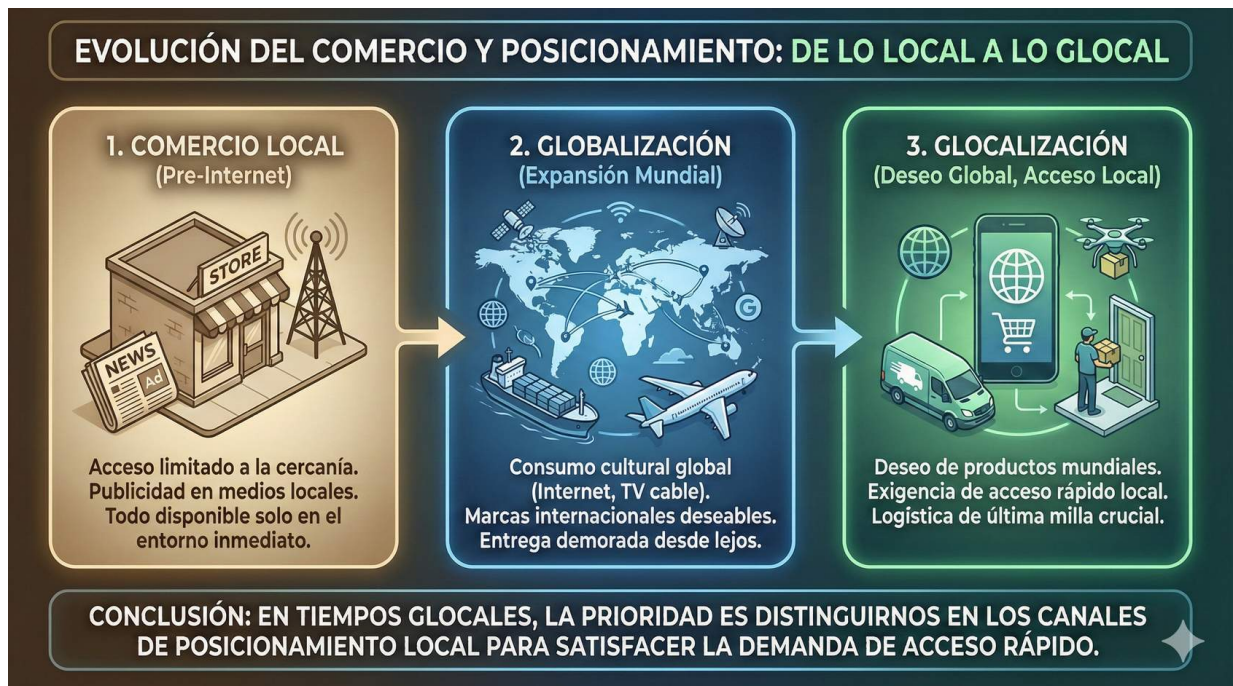 EVOLUCIÓN DEL COMERCIO Y POSICIONAMIENTO: DE LO LOCAL A LO GLOCAL
1. COMERCIO LOCAL
(Pre-Internet)
STORE
NEWS
Ad
Acceso limitado a la cercanía.
Publicidad en medios locales.
Todo disponible solo en el
entorno inmediato.
2. GLOBALIZACIÓN
(Expansión Mundial)
G
Consumo cultural global
(Internet, TV cable).
Marcas internacionales deseables.
Entrega demorada desde lejos.
3. GLOCALIZACIÓN
(Deseo Global, Acceso Local)
Deseo de productos mundiales.
Exigencia de acceso rápido local.
Logística de última milla crucial.
CONCLUSIÓN: EN TIEMPOS GLOCALES, LA PRIORIDAD ES DISTINGUIRNOS EN LOS CANALES
DE POSICIONAMIENTO LOCAL PARA SATISFACER LA DEMANDA DE ACCESO RÁPIDO.